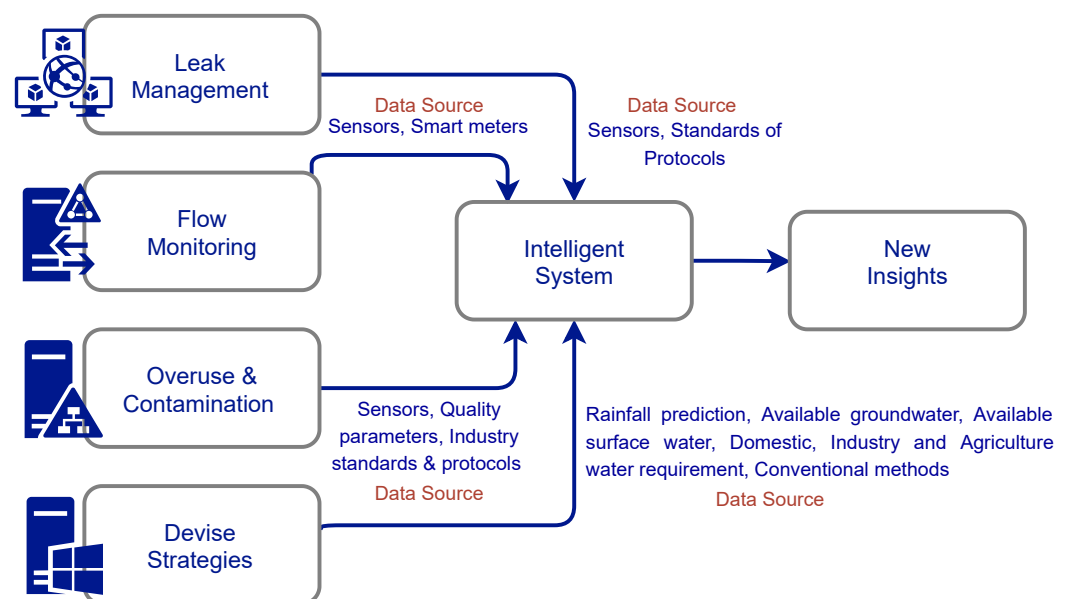 Leak
Management
Data Source
Sensors, Smart meters
Data Source
Sensors, Standards of
Protocols
Flow
Monitoring
Intelligent
System
New
Insights
Overuse &
Contamination
Sensors, Quality
parameters, Industry
standards & protocols
Data Source
Rainfall prediction, Available groundwater, Available
surface water, Domestic, Industry and Agriculture
water requirement, Conventional methods
Data Source
Devise
Strategies